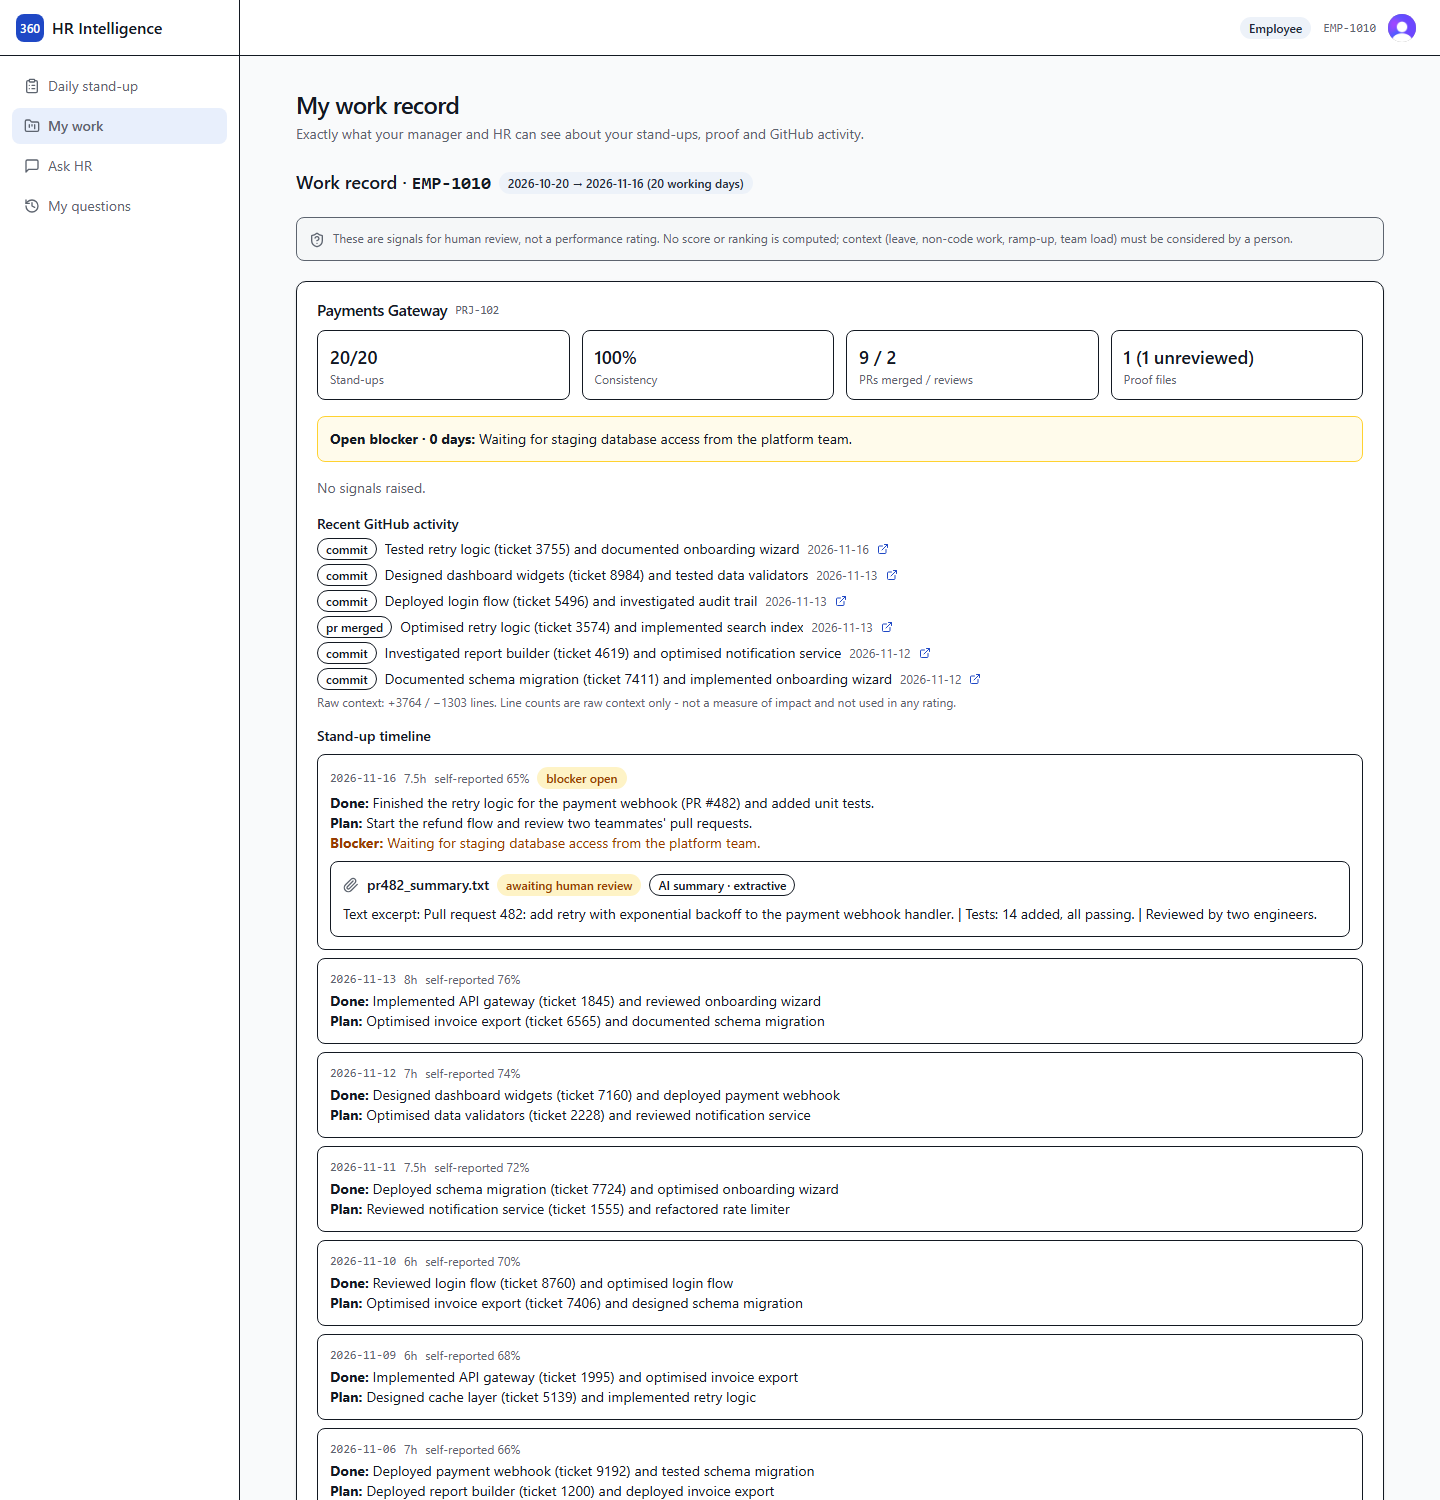 360 HR Intelligence
Employee EMP-1010
Daily stand-up
My work
Ask HR
My questions
My work record
Exactly what your manager and HR can see about your stand-ups, proof and GitHub activity.
Work record · EMP-1010 2026-10-20 → 2026-11-16 (20 working days)
These are signals for human review, not a performance rating. No score or ranking is computed; context (leave, non-code work, ramp-up, team load) must be considered by a person.
Payments Gateway PRJ-102
20/20
Stand-ups
100%
Consistency
9 / 2
PRs merged / reviews
1 (1 unreviewed)
Proof files
Open blocker · 0 days: Waiting for staging database access from the platform team.
No signals raised.
Recent GitHub activity
commit Tested retry logic (ticket 3755) and documented onboarding wizard 2026-11-16
commit Designed dashboard widgets (ticket 8984) and tested data validators 2026-11-13
commit Deployed login flow (ticket 5496) and investigated audit trail 2026-11-13
pr merged Optimised retry logic (ticket 3574) and implemented search index 2026-11-13
commit Investigated report builder (ticket 4619) and optimised notification service 2026-11-12
commit Documented schema migration (ticket 7411) and implemented onboarding wizard 2026-11-12
Raw context: +3764 / −1303 lines. Line counts are raw context only - not a measure of impact and not used in any rating.
Stand-up timeline
2026-11-16 7.5h self-reported 65% blocker open
Done: Finished the retry logic for the payment webhook (PR #482) and added unit tests.
Plan: Start the refund flow and review two teammates' pull requests.
Blocker: Waiting for staging database access from the platform team.
pr482_summary.txt awaiting human review AI summary · extractive
Text excerpt: Pull request 482: add retry with exponential backoff to the payment webhook handler. | Tests: 14 added, all passing. | Reviewed by two engineers.
2026-11-13 8h self-reported 76%
Done: Implemented API gateway (ticket 1845) and reviewed onboarding wizard
Plan: Optimised invoice export (ticket 6565) and documented schema migration
2026-11-12 7h self-reported 74%
Done: Designed dashboard widgets (ticket 7160) and deployed payment webhook
Plan: Optimised data validators (ticket 2228) and reviewed notification service
2026-11-11 7.5h self-reported 72%
Done: Deployed schema migration (ticket 7724) and optimised onboarding wizard
Plan: Reviewed notification service (ticket 1555) and refactored rate limiter
2026-11-10 6h self-reported 70%
Done: Reviewed login flow (ticket 8760) and optimised login flow
Plan: Optimised invoice export (ticket 7406) and designed schema migration
2026-11-09 6h self-reported 68%
Done: Implemented API gateway (ticket 1995) and optimised invoice export
Plan: Designed cache layer (ticket 5139) and implemented retry logic
2026-11-06 7h self-reported 66%
Done: Deployed payment webhook (ticket 9192) and tested schema migration
Plan: Deployed report builder (ticket 1200) and deployed invoice export